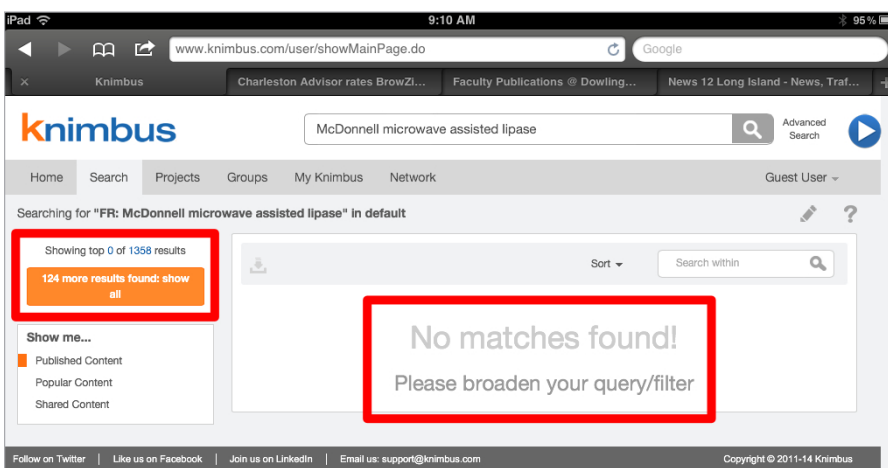 iPad 9:10 AM 95%
www.knimbus.com/user/showMainPage.do Google
× Knimbus Charleston Advisor rates BrowZi... Faculty Publications @ Dowling... News 12 Long Island - News, Traf... +
knimbus McDonnell microwave assisted lipase Advanced
Search
Home Search Projects Groups My Knimbus Network Guest User
Searching for "FR: McDonnell microwave assisted lipase" in default ?
Showing top 0 of 1358 results
124 more results found: show
all
Sort Search within
No matches found!
Please broaden your query/filter
Show me...
Published Content
Popular Content
Shared Content
Follow on Twitter | Like us on Facebook | Join us on LinkedIn | Email us: support@knimbus.com Copyright © 2011-14 Knimbus